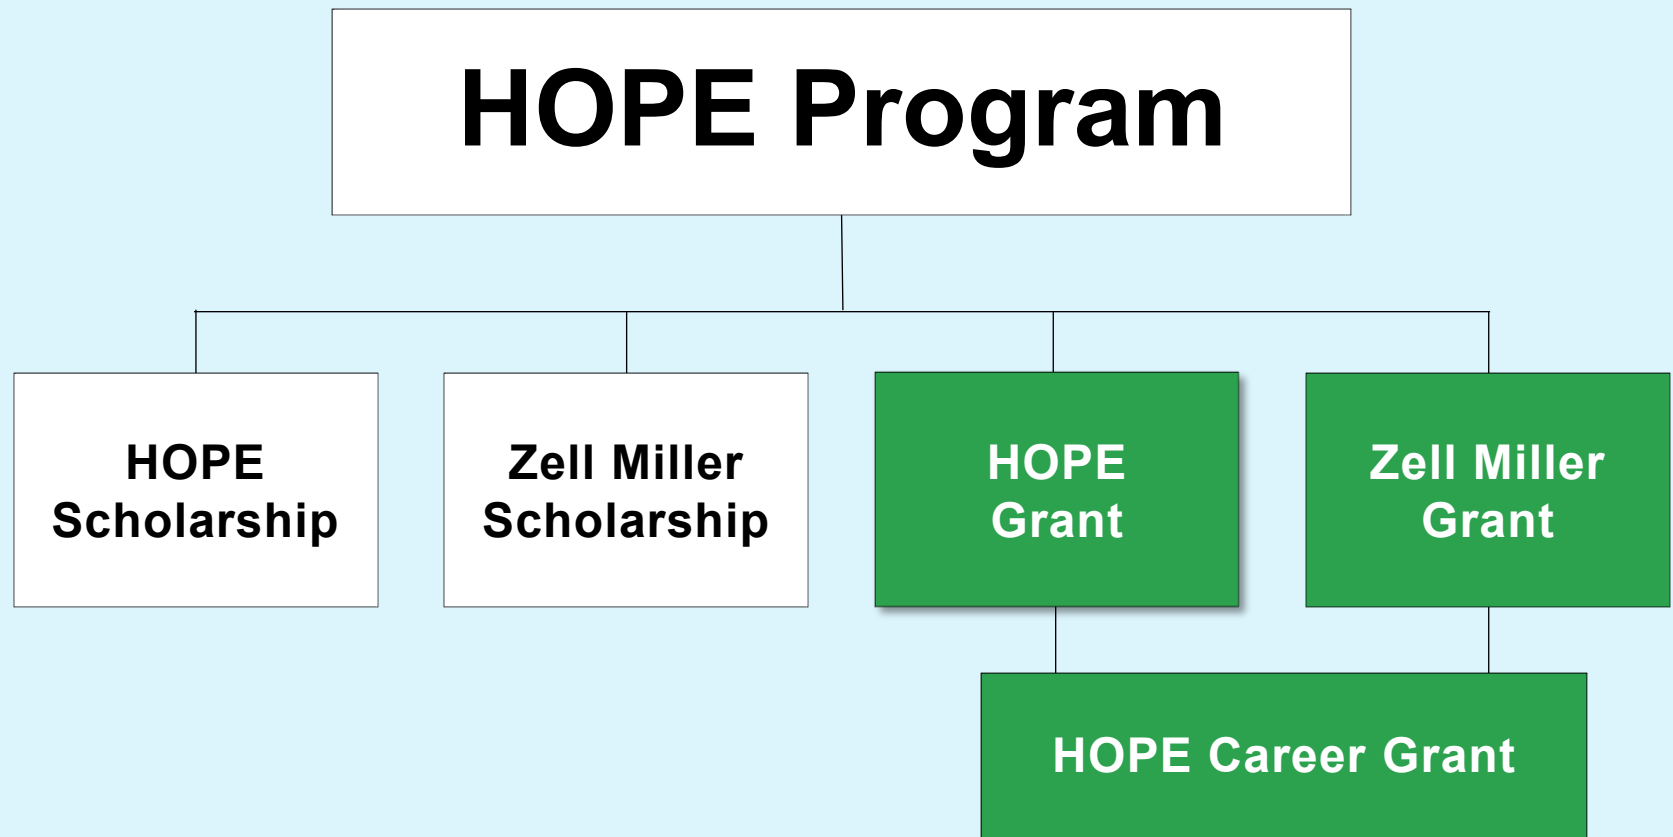 HOPE Program
HOPE
Scholarship
Zell Miller
Scholarship
HOPE
Grant
Zell Miller
Grant
HOPE Career Grant